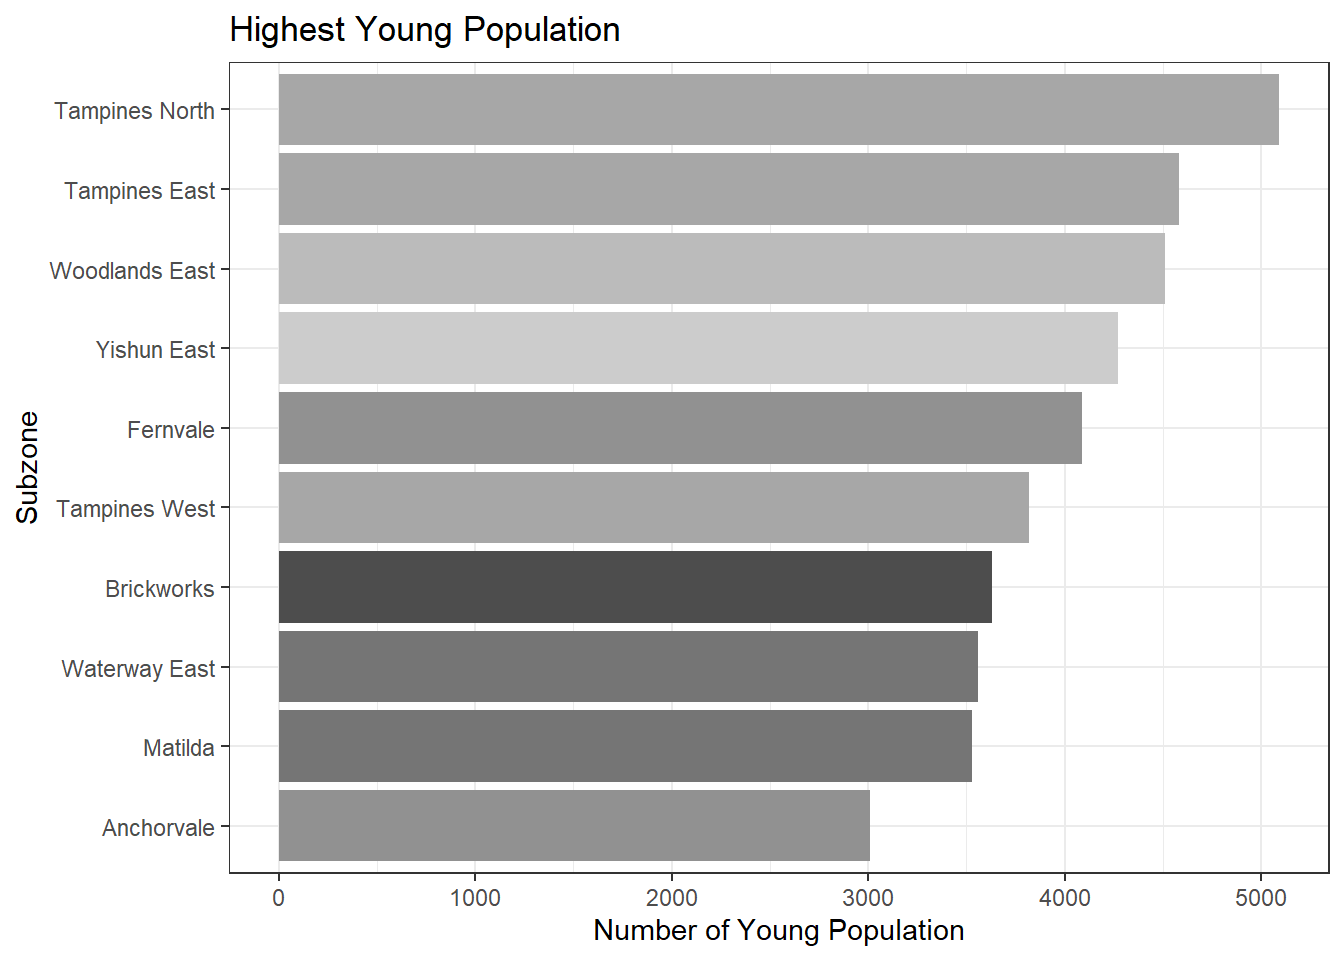 Highest Young Population
Tampines North
Tampines East
Woodlands East
Yishun East
Fernvale
Tampines West
Brickworks
Waterway East
Matilda
Anchorvale
Subzone
0 1000 2000 3000 4000 5000
Number of Young Population